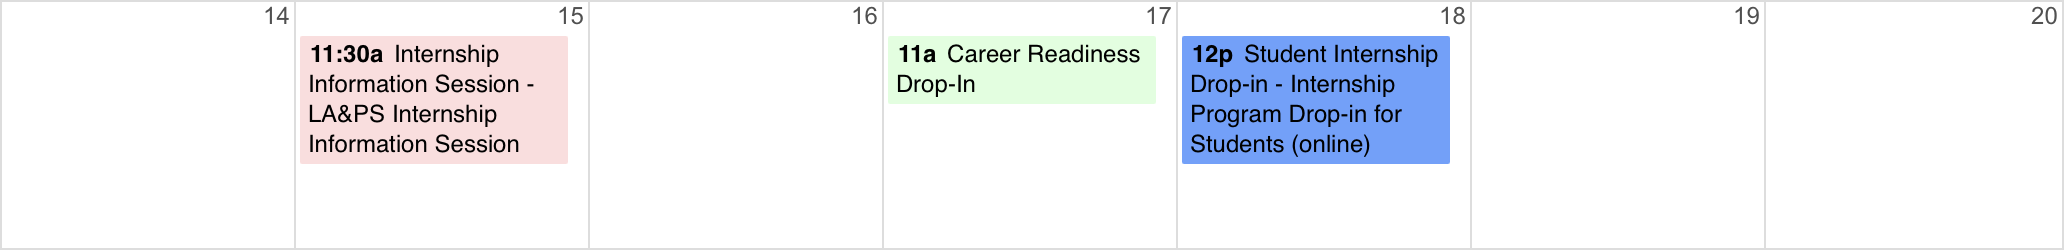 14
15
16
17
18
19
20
11:30a Internship
Information Session -
LA&PS Internship
Information Session
11a Career Readiness
Drop-In
12p Student Internship
Drop-in - Internship
Program Drop-in for
Students (online)